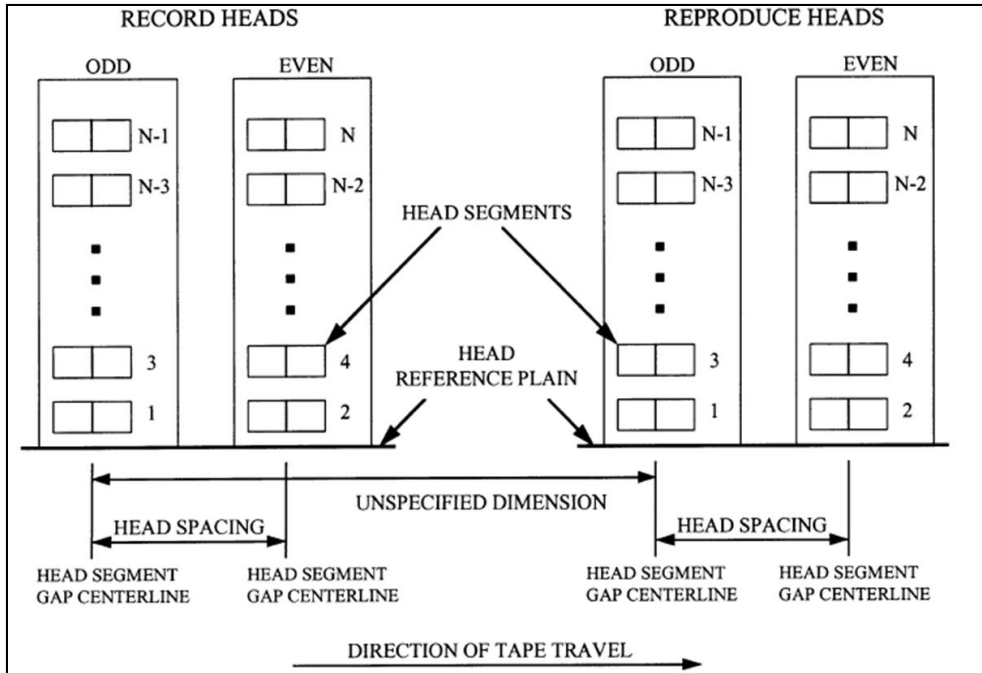 RECORD HEADS
REPRODUCE HEADS
ODD
EVEN
ODD
EVEN
N-1
N
N-1
N
N-3
N-2
N-3
N-2
HEAD SEGMENTS
3
4
HEAD
REFERENCE PLAIN
3
4
1
2
1
2
UNSPECIFIED DIMENSION
HEAD SPACING
HEAD SPACING
HEAD SEGMENT
GAP CENTERLINE
HEAD SEGMENT
GAP CENTERLINE
HEAD SEGMENT
GAP CENTERLINE
HEAD SEGMENT
GAP CENTERLINE
DIRECTION OF TAPE TRAVEL